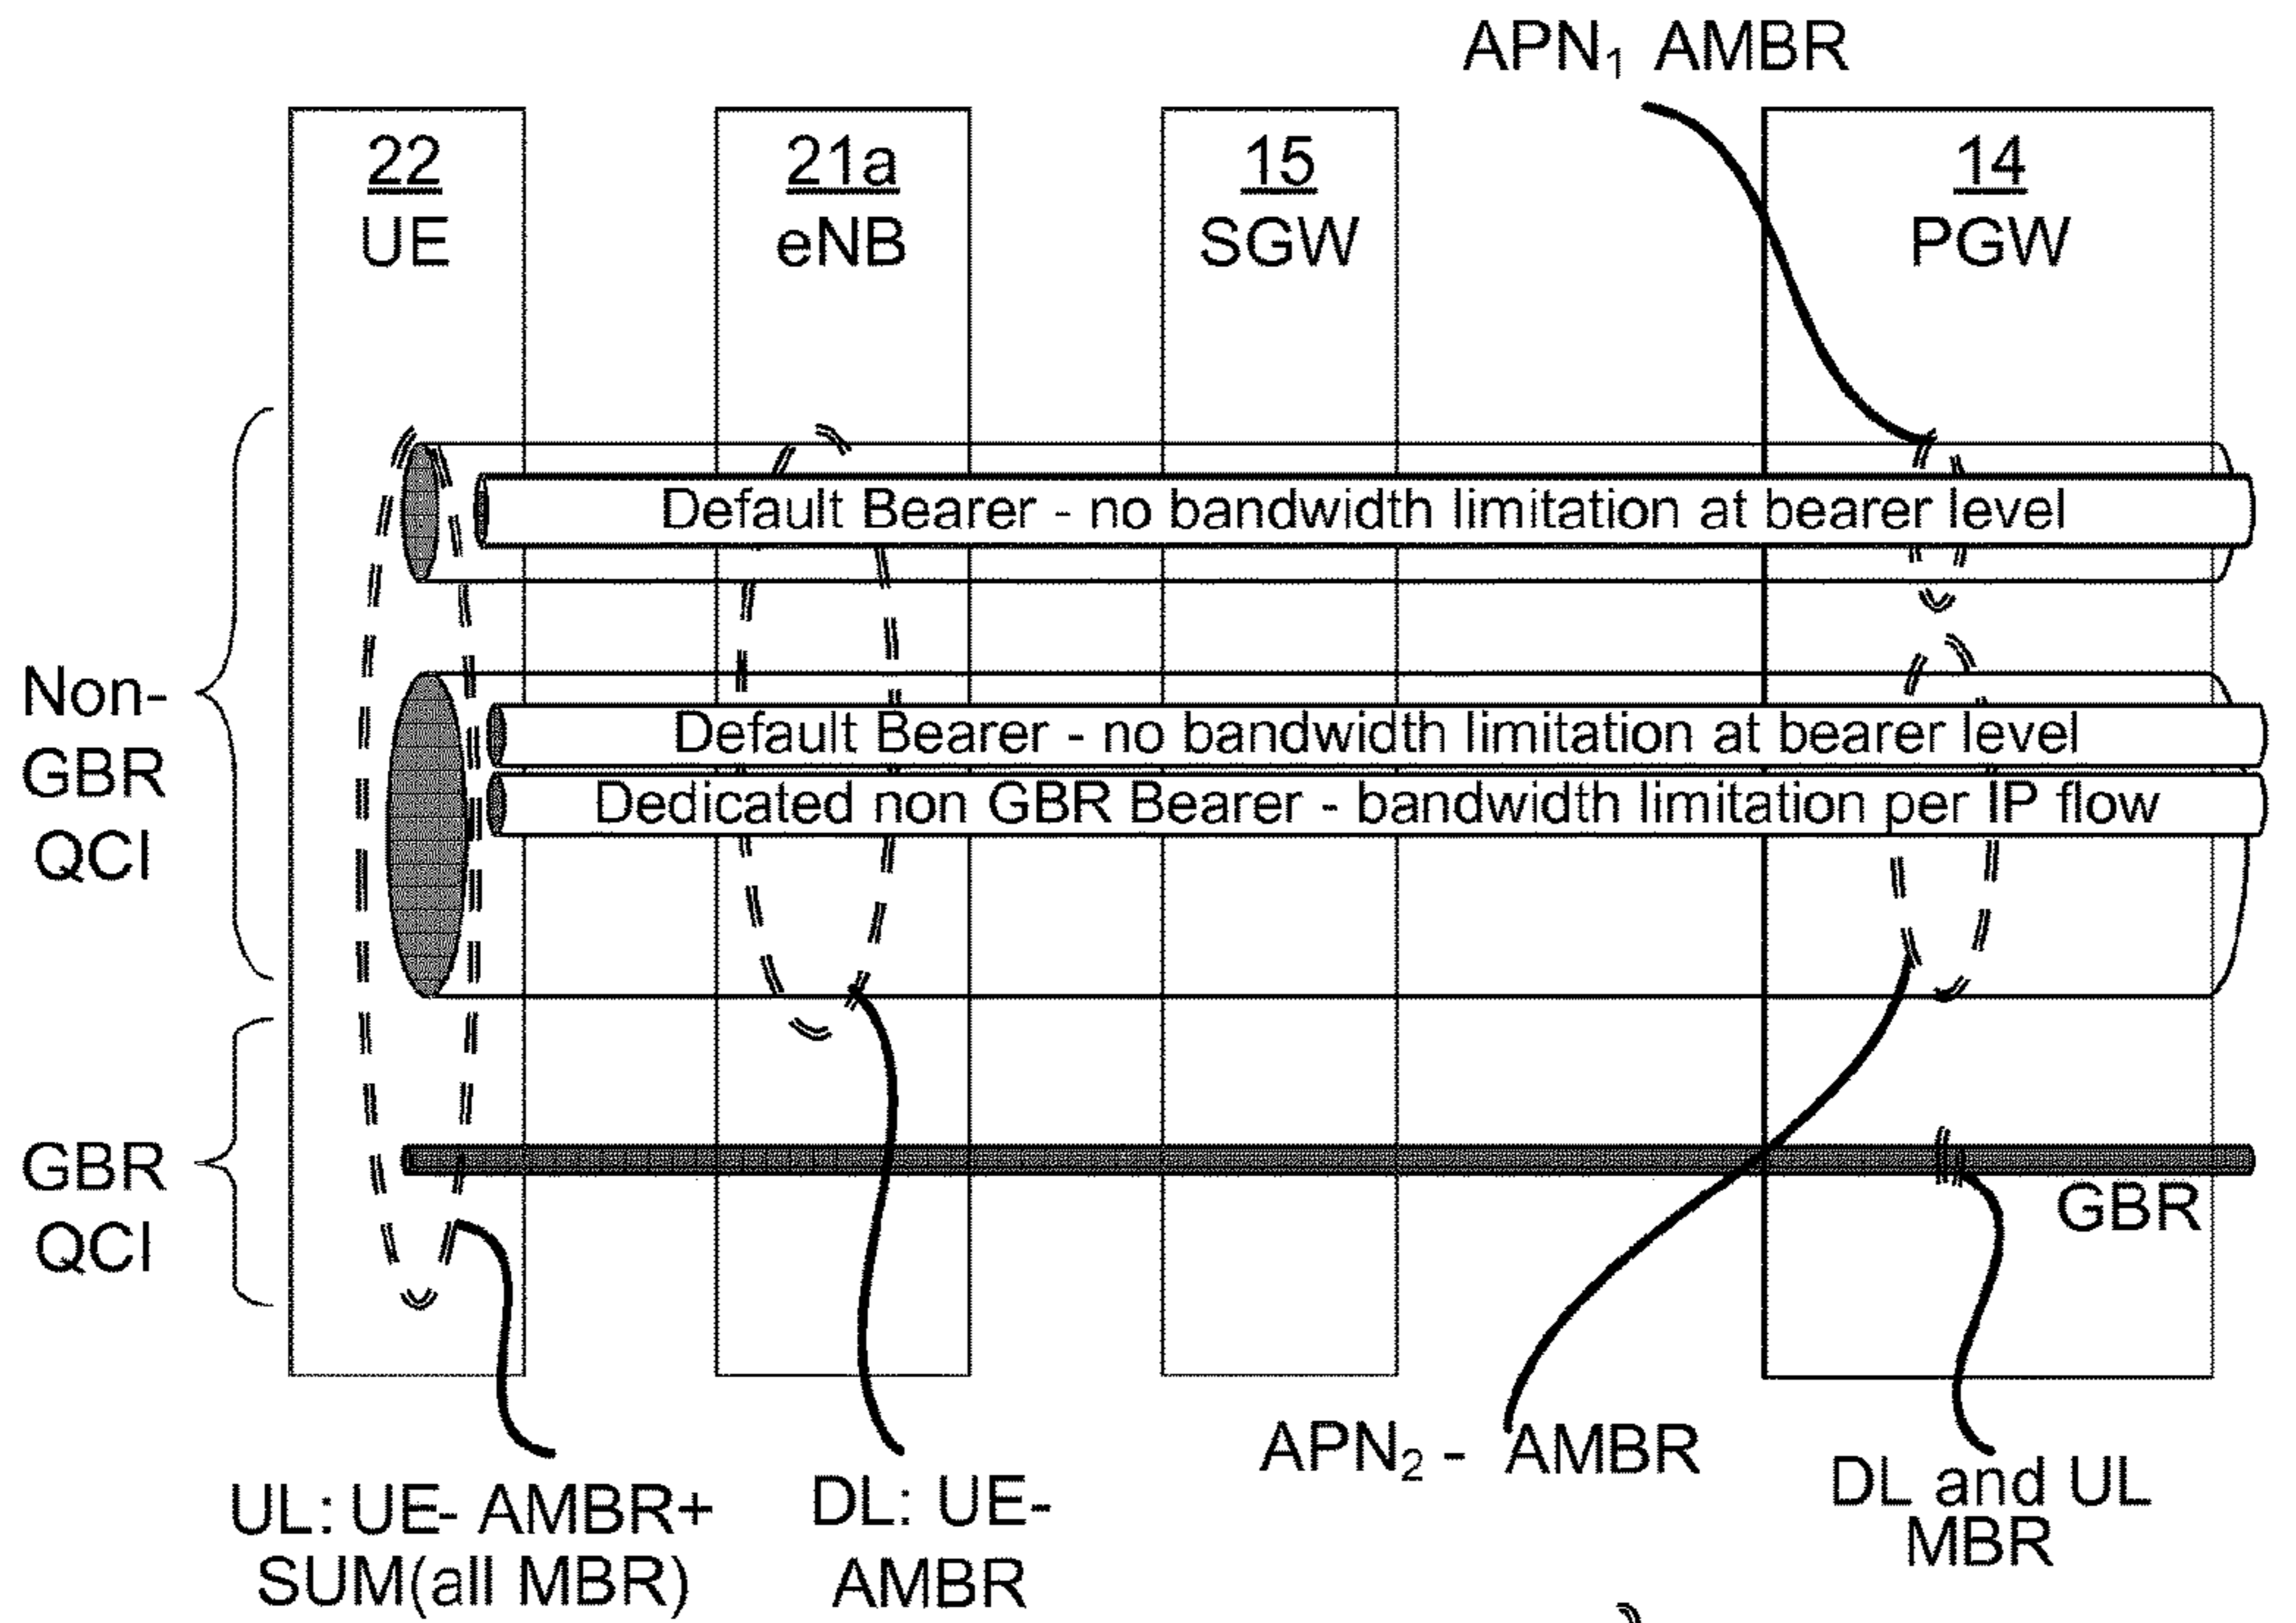 APN₁ AMBR
22
UE
21a
eNB
15
SGW
14
PGW
Default Bearer - no bandwidth limitation at bearer level
Non-
GBR
QCI
Default Bearer - no bandwidth limitation at bearer level
Dedicated non GBR Bearer - bandwidth limitation per IP flow
GBR
QCI
GBR
UL: UE- AMBR+
SUM(all MBR)
DL: UE-
AMBR
APN₂ - AMBR
DL and UL
MBR